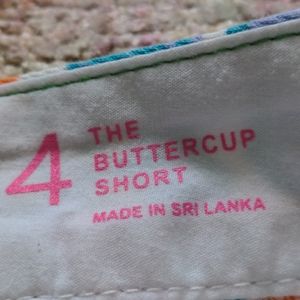 4
THE
BUTTERCUP
SHORT
MADE IN SRI LANKA